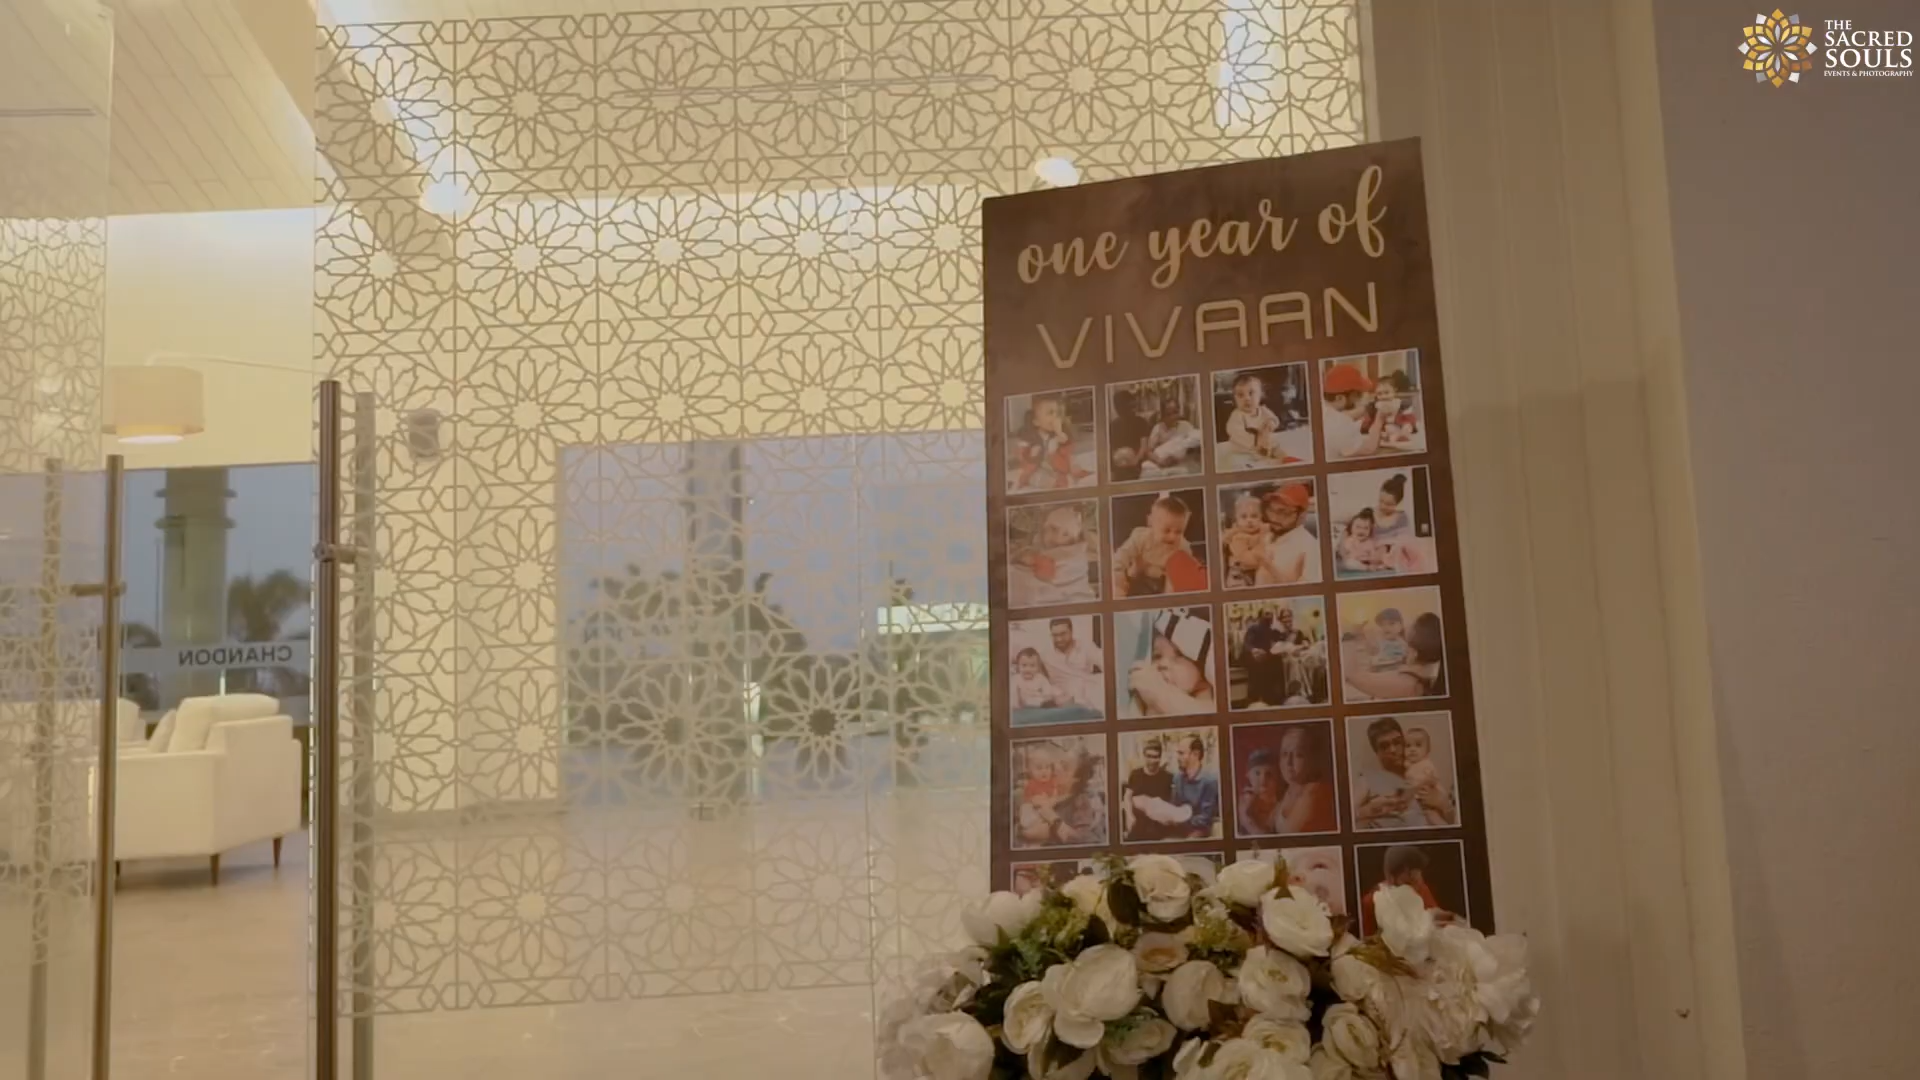 THE
SACRED
SOULS
EVENTS & PHOTOGRAPHY
one year of
VIVAAN
CHANDON